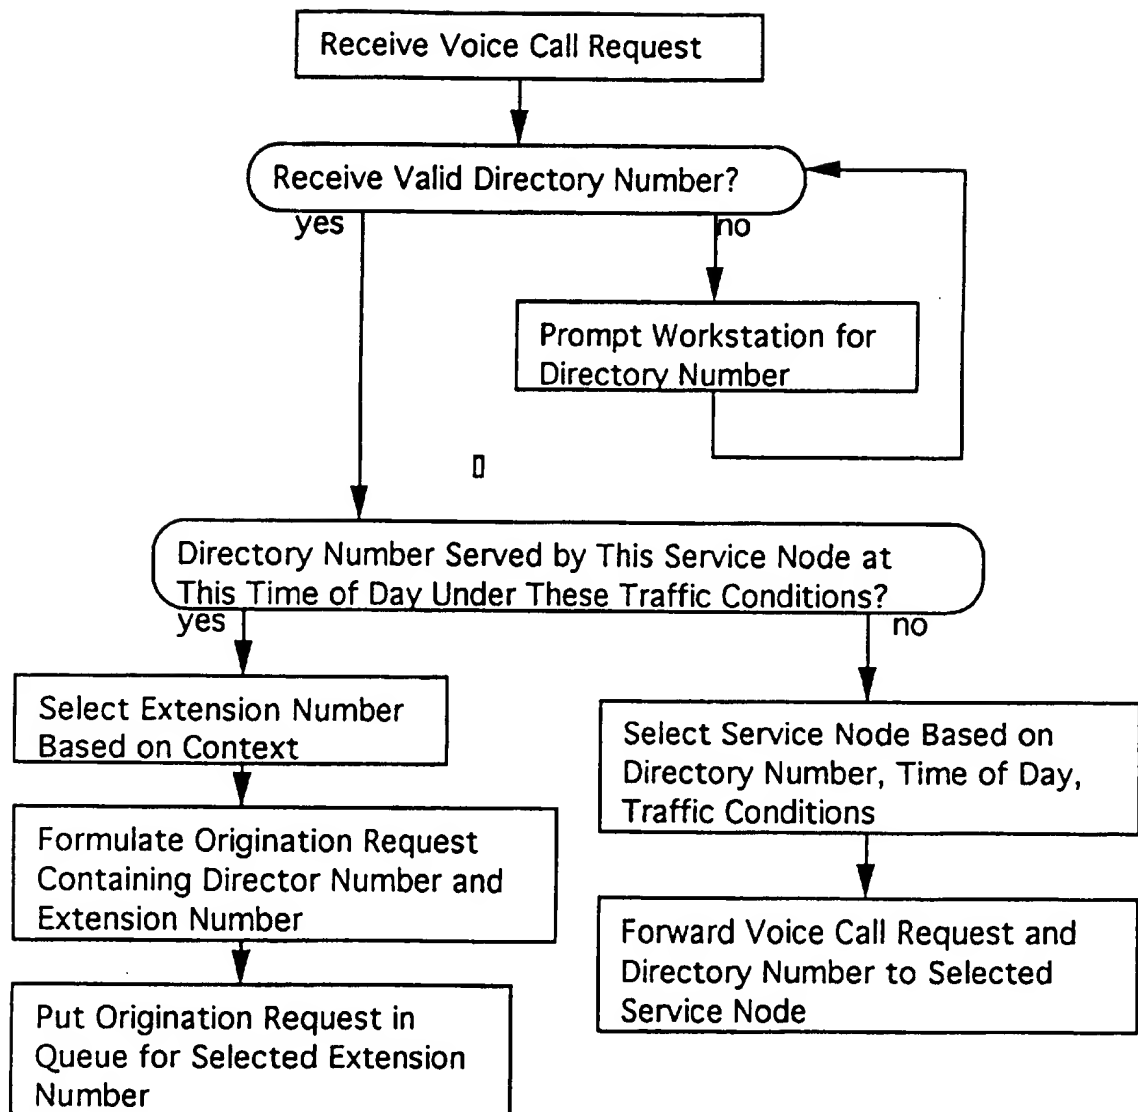 Receive Voice Call Request
Receive Valid Directory Number?
yes
no
Prompt Workstation for
Directory Number
Directory Number Served by This Service Node at
This Time of Day Under These Traffic Conditions?
yes
no
Select Extension Number
Based on Context
Formulate Origination Request
Containing Director Number and
Extension Number
Put Origination Request in
Queue for Selected Extension
Number
Select Service Node Based on
Directory Number, Time of Day,
Traffic Conditions
Forward Voice Call Request and
Directory Number to Selected
Service Node